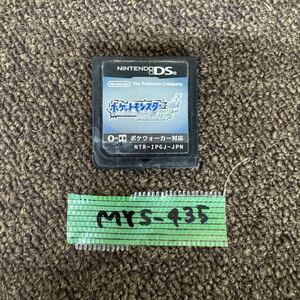 NINTENDO DS
Nintendo The Pokémon Company
ポケットモンスター
ポケウォーカー対応
NTR-IPGJ-JPN
MYS-435